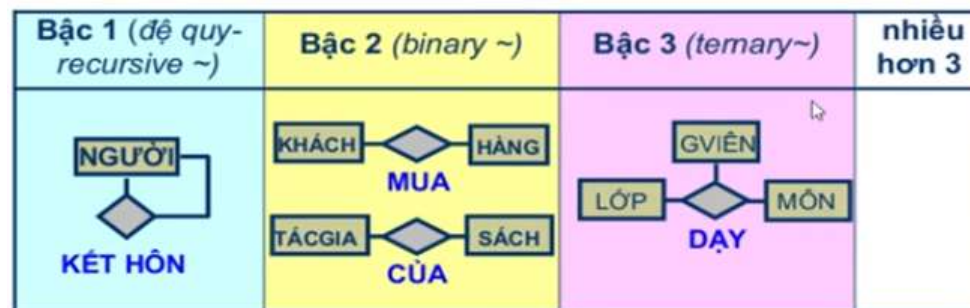 Bậc 1 (đệ quy-
recursive ~)
Bậc 2 (binary ~)
Bậc 3 (ternary~)
nhiều
hơn 3
NGƯỜI
KẾT HÔN
KHÁCH
HÀNG
MUA
TÁCGIA
SÁCH
CỦA
GVIÊN
LỚP
MÔN
DẠY